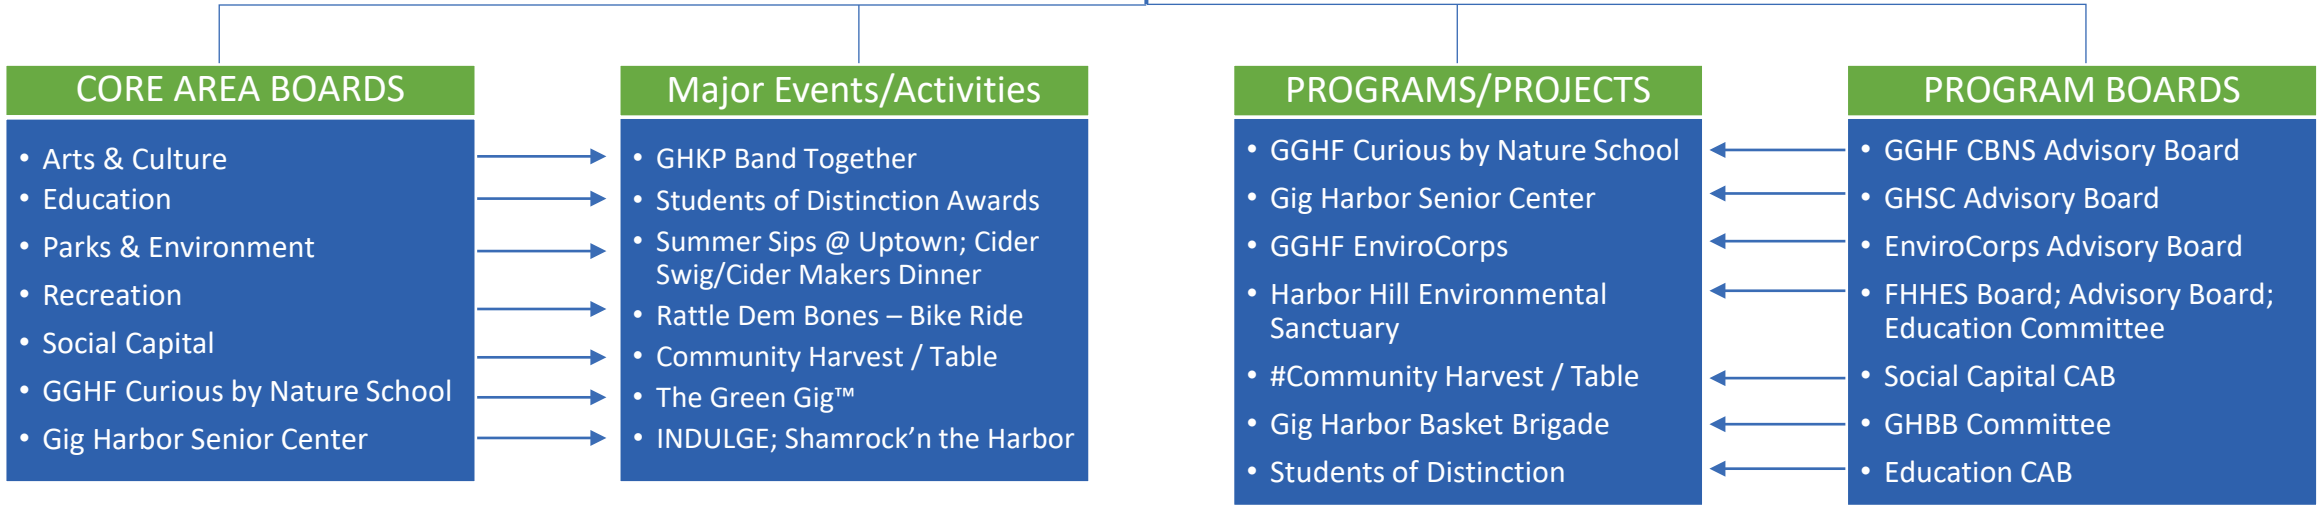 CORE AREA BOARDS
• Arts & Culture
• Education
• Parks & Environment
• Recreation
• Social Capital
• GGHF Curious by Nature School
• Gig Harbor Senior Center
Major Events/Activities
• GHKP Band Together
• Students of Distinction Awards
• Summer Sips @ Uptown; Cider
Swig/Cider Makers Dinner
• Rattle Dem Bones – Bike Ride
• Community Harvest / Table
• The Green Gig™
• INDULGE; Shamrock’n the Harbor
PROGRAMS/PROJECTS
• GGHF Curious by Nature School
• Gig Harbor Senior Center
• GGHF EnviroCorps
• Harbor Hill Environmental
Sanctuary
• #Community Harvest / Table
• Gig Harbor Basket Brigade
• Students of Distinction
PROGRAM BOARDS
• GGHF CBNS Advisory Board
• GHSC Advisory Board
• EnviroCorps Advisory Board
• FHHES Board; Advisory Board;
Education Committee
• Social Capital CAB
• GHBB Committee
• Education CAB